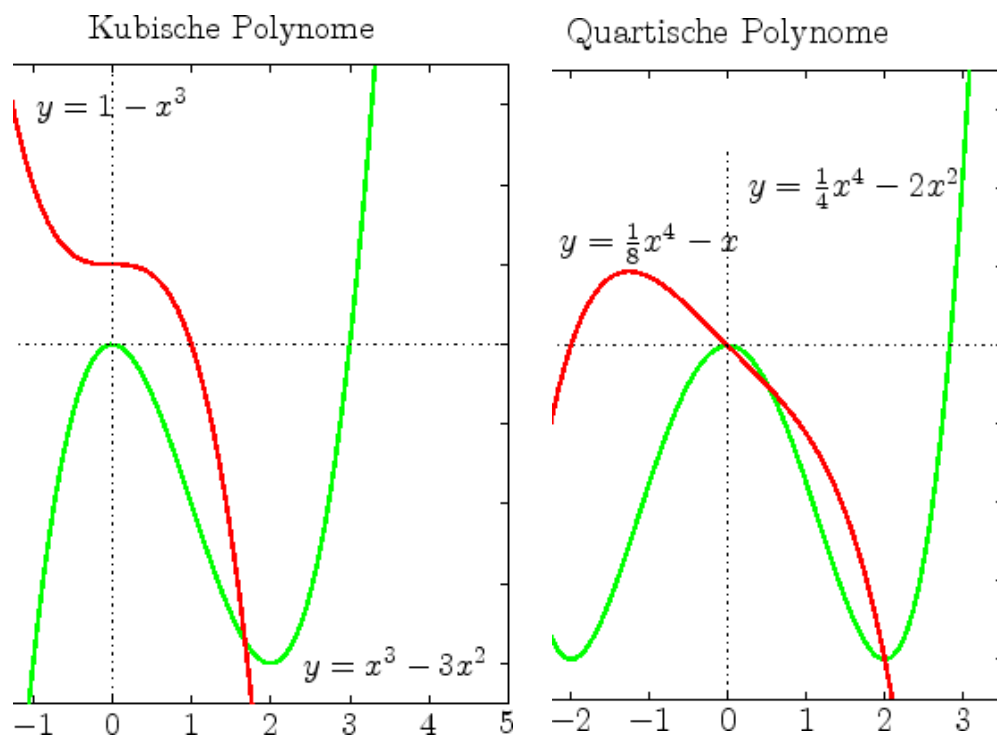 Kubische Polynome
y = 1 − x³
y = x³ − 3x²
−1 0 1 2 3 4 5
Quartische Polynome
y = ¼x⁴ − 2x²
y = ⅛x⁴ − x
−2 −1 0 1 2 3